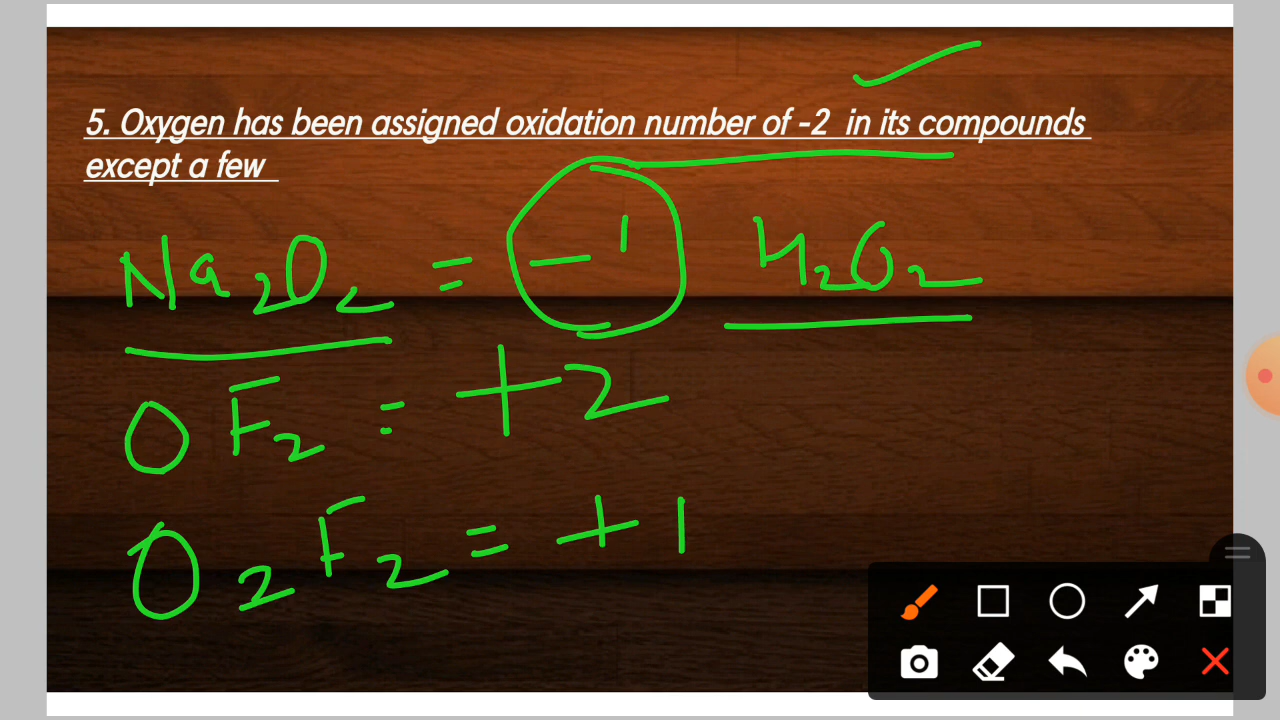 5. Oxygen has been assigned oxidation number of -2 in its compounds
except a few
Na2O2 = -1 H2O2
OF2 = +2
O2F2 = +1